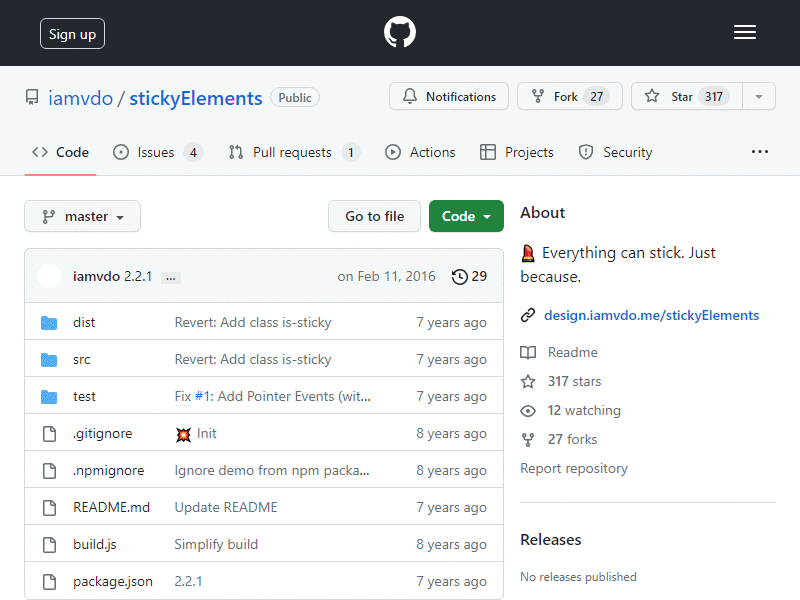 Sign up
iamvdo / stickyElements Public
Notifications Fork 27 Star 317
Code Issues 4 Pull requests 1 Actions Projects Security ...
master Go to file Code
iamvdo 2.2.1 ... on Feb 11, 2016 29
dist Revert: Add class is-sticky 7 years ago
src Revert: Add class is-sticky 7 years ago
test Fix #1: Add Pointer Events (wit... 7 years ago
.gitignore 💥 Init 8 years ago
.npmignore Ignore demo from npm packa... 8 years ago
README.md Update README 7 years ago
build.js Simplify build 8 years ago
package.json 2.2.1 7 years ago
About
Everything can stick. Just
because.
design.iamvdo.me/stickyElements
Readme
317 stars
12 watching
27 forks
Report repository
Releases
No releases published